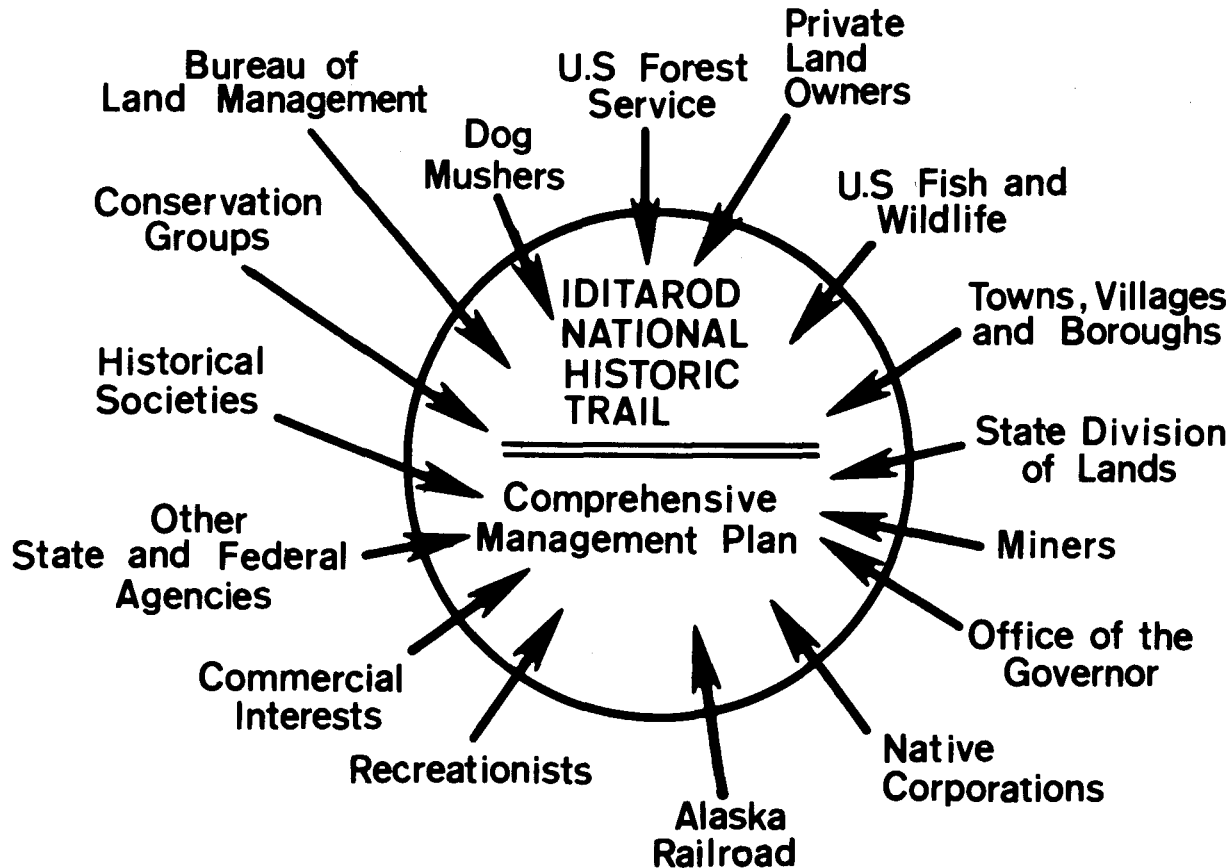 Bureau of
Land Management
Dog
Mushers
U.S Forest
Service
Private
Land
Owners
U.S Fish and
Wildlife
Conservation
Groups
Historical
Societies
Other
State and Federal
Agencies
Commercial
Interests
Recreationists
Alaska
Railroad
Native
Corporations
Office of the
Governor
Miners
State Division
of Lands
Towns, Villages
and Boroughs
IDITAROD
NATIONAL
HISTORIC
TRAIL
Comprehensive
Management Plan